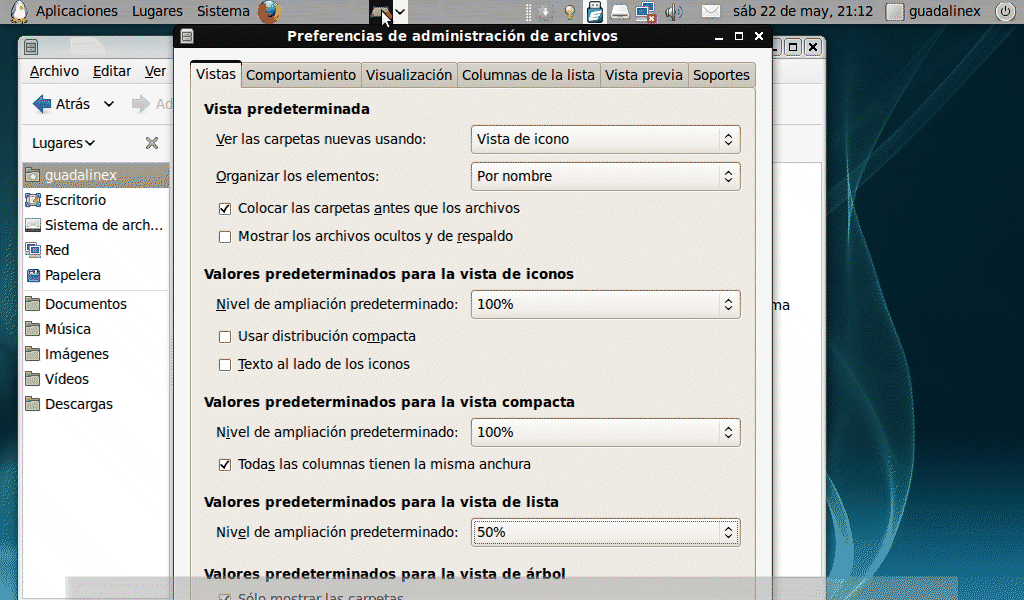 Aplicaciones Lugares Sistema sáb 22 de may, 21:12 guadalinex
Preferencias de administración de archivos
Archivo Editar Ver
Atrás Ad
Lugares
guadalinex
Escritorio
Sistema de arch...
Red
Papelera
Documentos
Música
Imágenes
Vídeos
Descargas
Vistas Comportamiento Visualización Columnas de la lista Vista previa Soportes
Vista predeterminada
Ver las carpetas nuevas usando: Vista de icono
Organizar los elementos: Por nombre
Colocar las carpetas antes que los archivos
Mostrar los archivos ocultos y de respaldo
Valores predeterminados para la vista de iconos
Nivel de ampliación predeterminado: 100%
Usar distribución compacta
Texto al lado de los iconos
Valores predeterminados para la vista compacta
Nivel de ampliación predeterminado: 100%
Todas las columnas tienen la misma anchura
Valores predeterminados para la vista de lista
Nivel de ampliación predeterminado: 50%
Valores predeterminados para la vista de árbol
Sólo mostrar las carpetas
ma